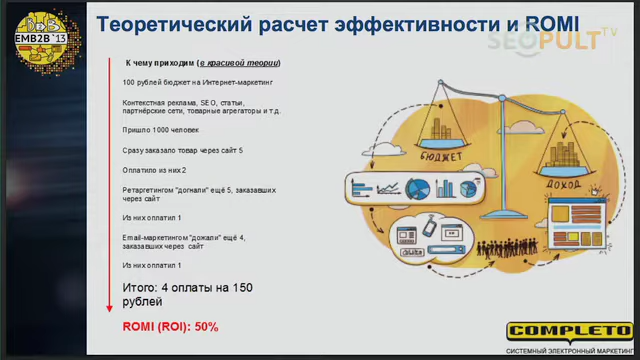 Теоретический расчет эффективности и ROMI
SEOPULT TV
EMB2B`13
К чему приходим (в красивой теории)
100 рублей бюджет на Интернет-маркетинг
Контекстная реклама, SEO, статьи,
партнёрские сети, товарные агрегаторы и т.д.
Пришло 1000 человек
Сразу заказало товар через сайт 5
Оплатило из них 2
Ретаргетингом "догнали" ещё 5, заказавших
через сайт
Из них оплатил 1
Email-маркетингом "дожали" ещё 4,
заказавших через сайт
Из них оплатил 1
Итого: 4 оплаты на 150
рублей
ROMI (ROI): 50%
БЮДЖЕТ
ДОХОД
COMPLETO
СИСТЕМНЫЙ ЭЛЕКТРОННЫЙ МАРКЕТИНГ